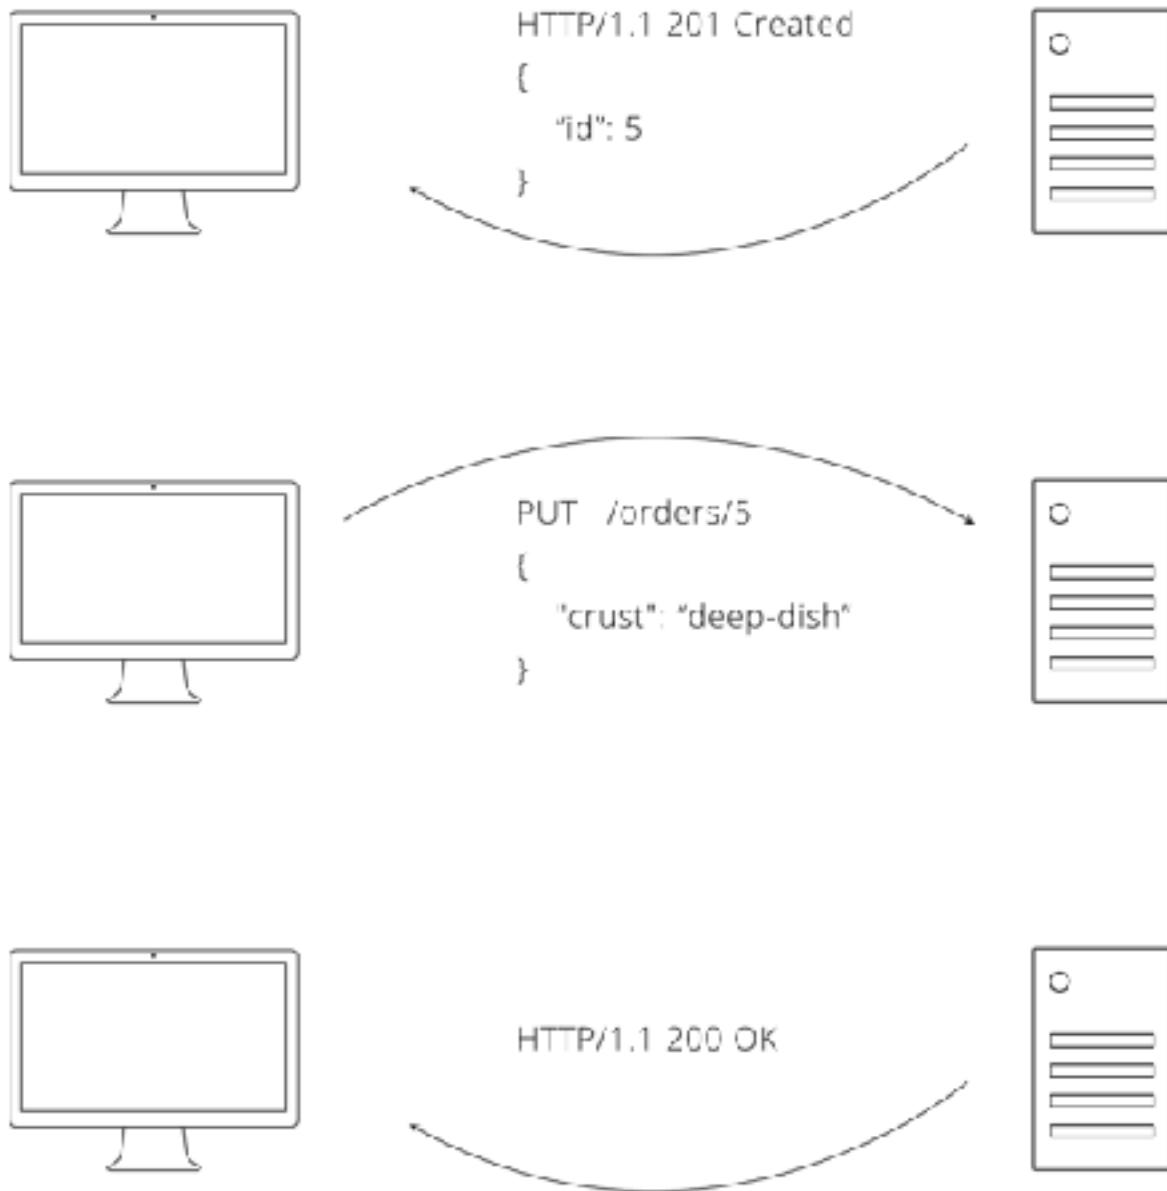 HTTP/1.1 201 Created
{
“id”: 5
}
PUT /orders/5
{
"crust": “deep-dish“
}
HTTP/1.1 200 OK